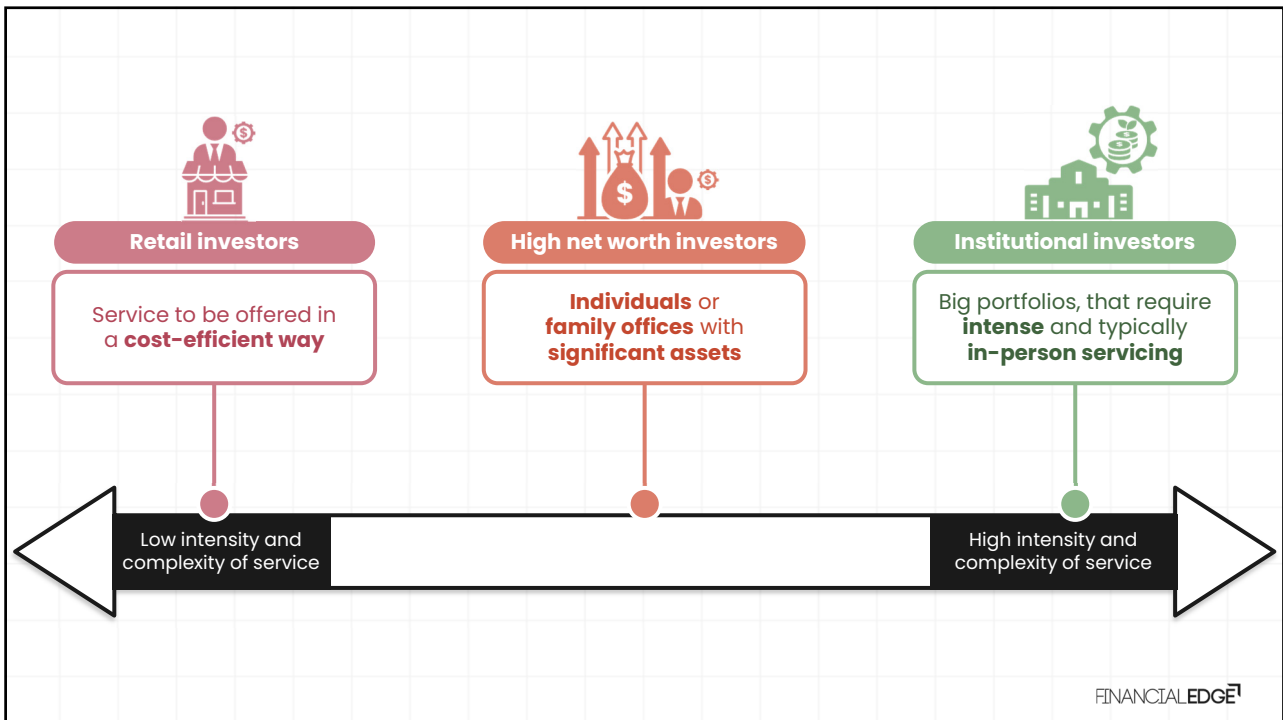 $
$
$
Retail investors
High net worth investors
Institutional investors
Service to be offered in
a cost-efficient way
Individuals or
family offices with
significant assets
Big portfolios, that require
intense and typically
in-person servicing
Low intensity and
complexity of service
High intensity and
complexity of service
FINANCIALEDGE